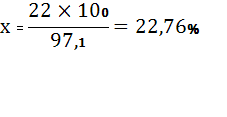 x = 22 × 100 / 97,1 = 22,76%